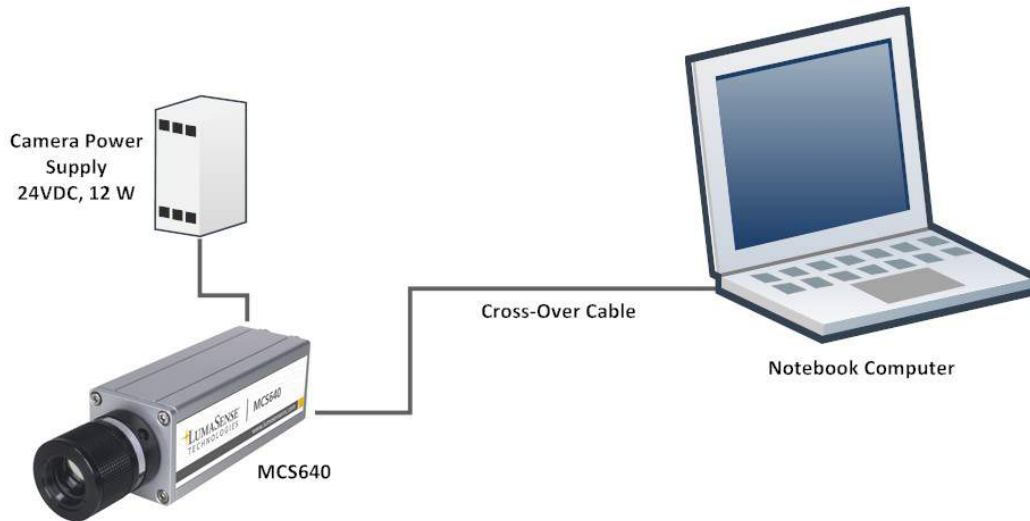 Camera Power
Supply
24VDC, 12 W
Cross-Over Cable
Notebook Computer
LUMASENSE
TECHNOLOGIES
MCS640
MCS640